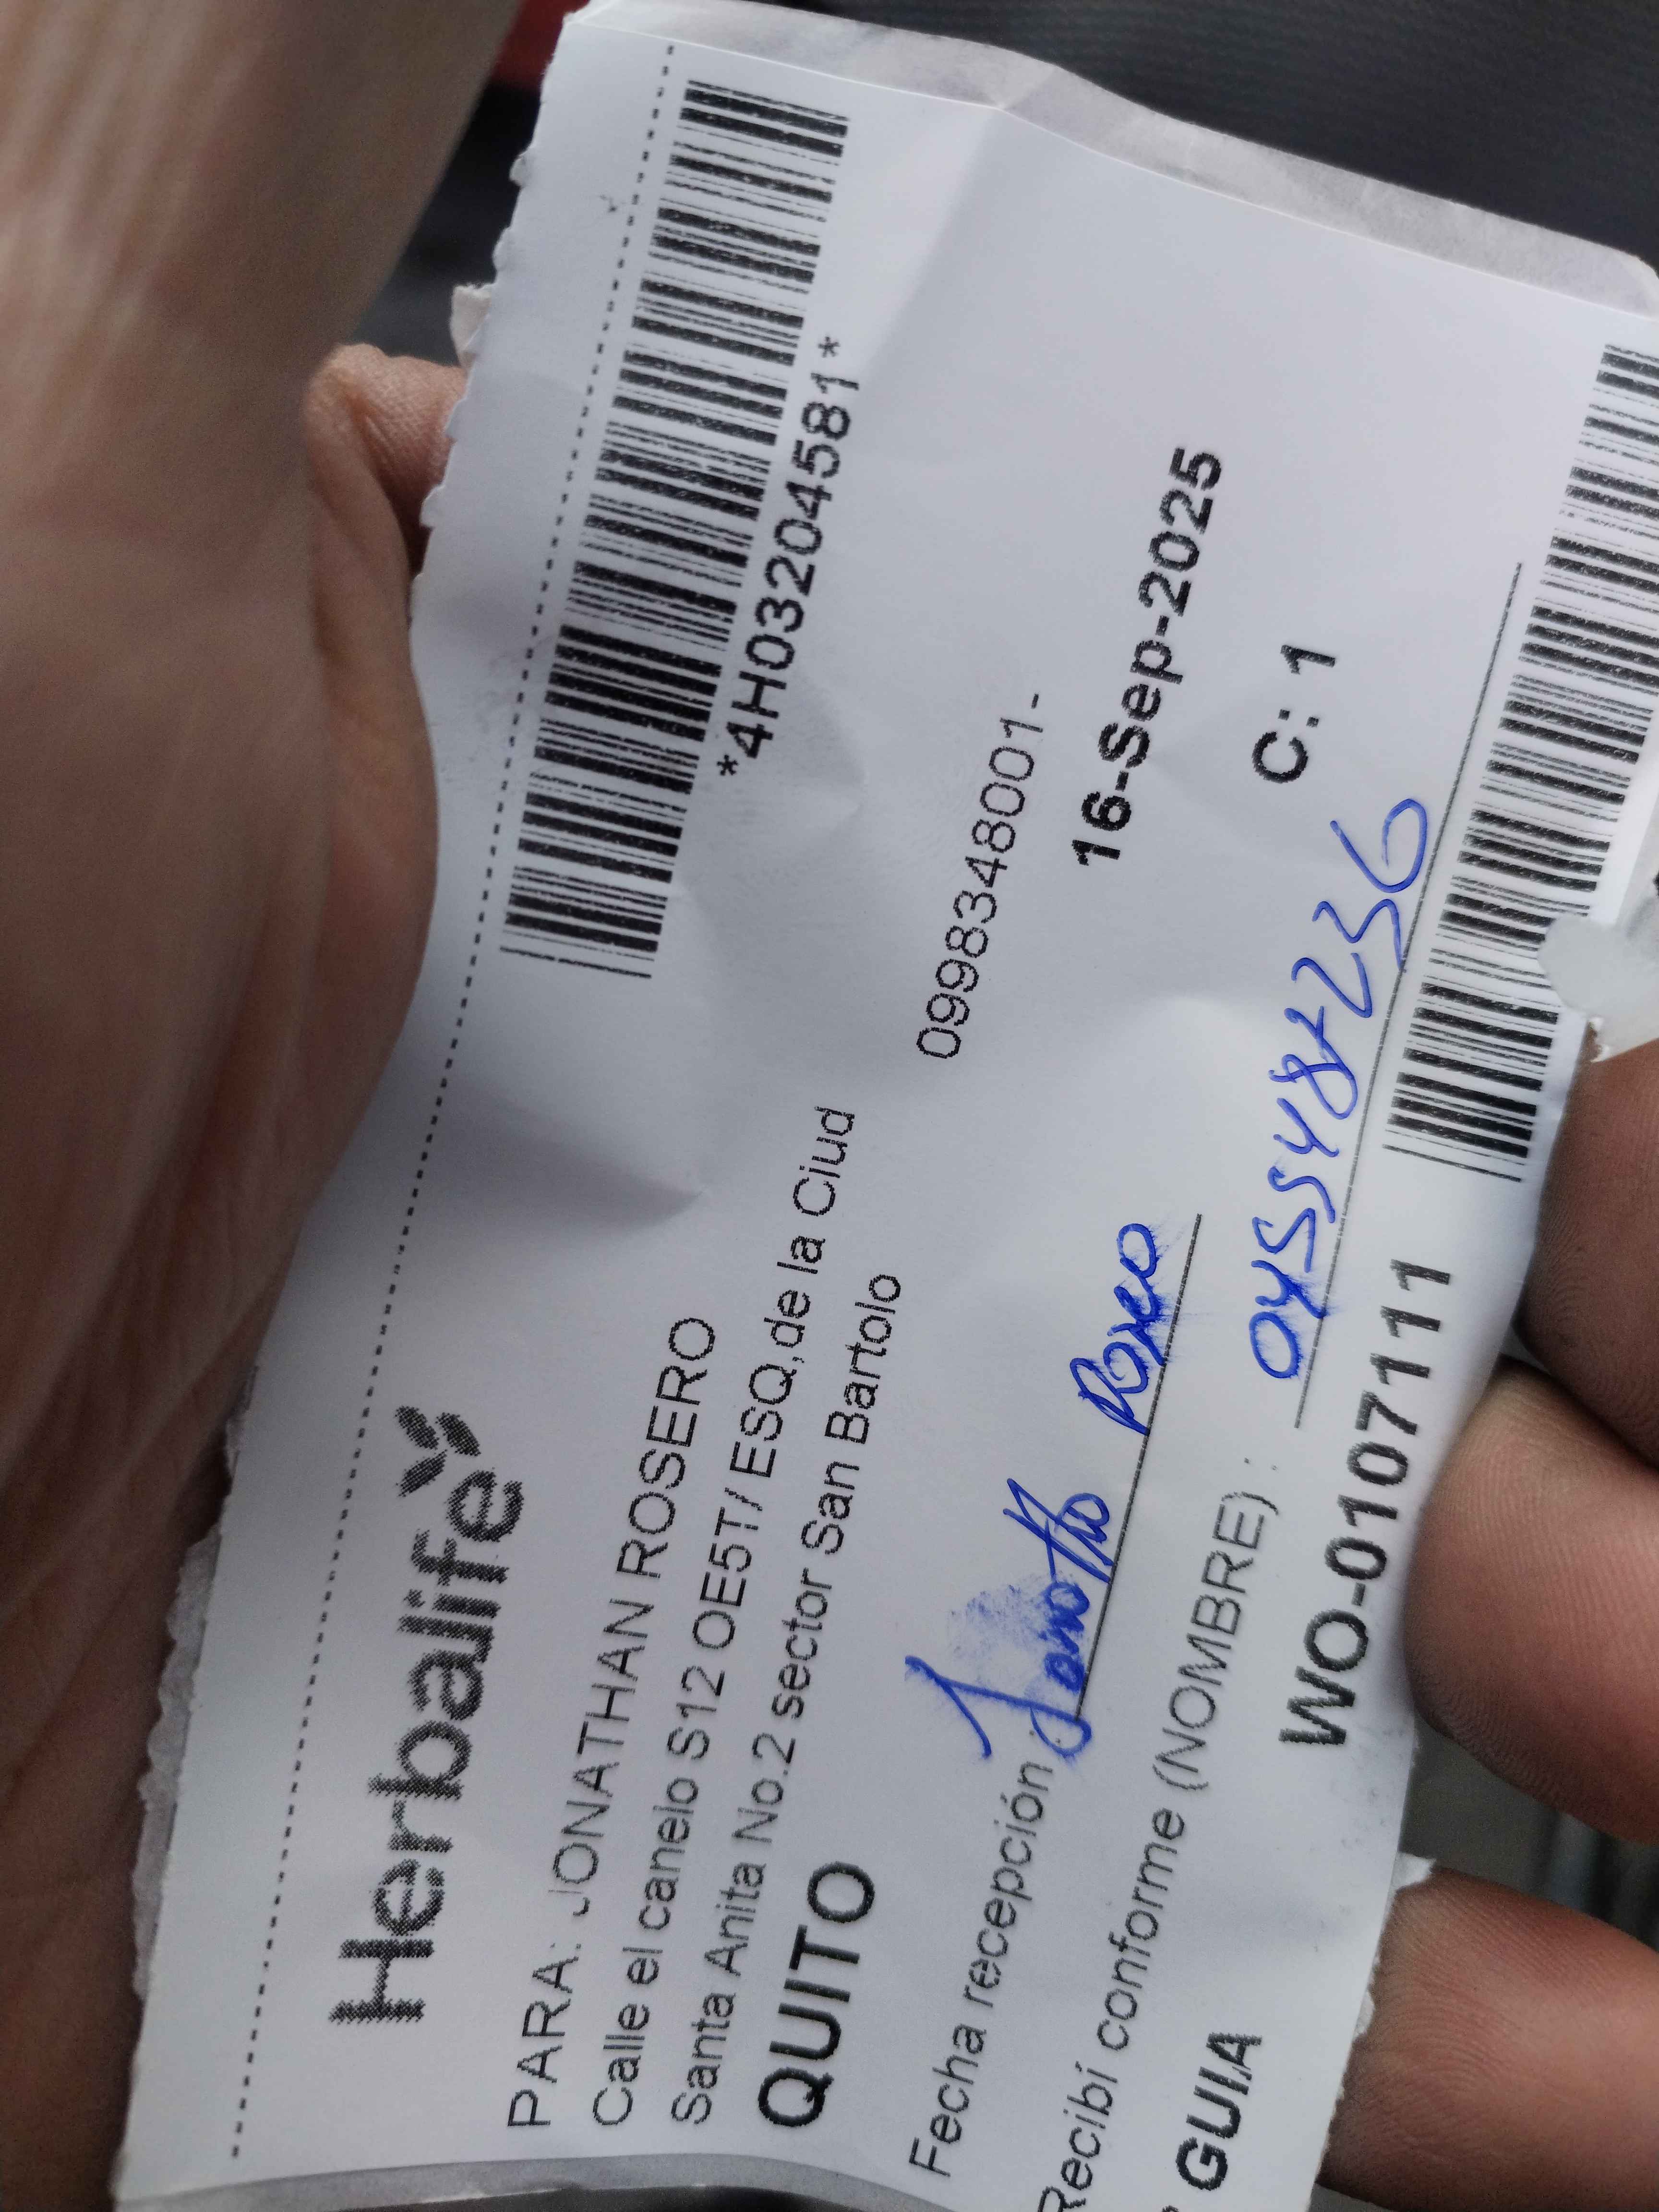 Herbalife
*4H03204581*
PARA: JONATHAN ROSERO
Calle el canelo S12 OE5T/ ESQ,de la Ciud
Santa Anita No.2 sector San Bartolo
QUITO
0998348001-
16-Sep-2025
Fecha recepción :
Recibí conforme (NOMBRE) :
C: 1
GUIA
WO-0107111